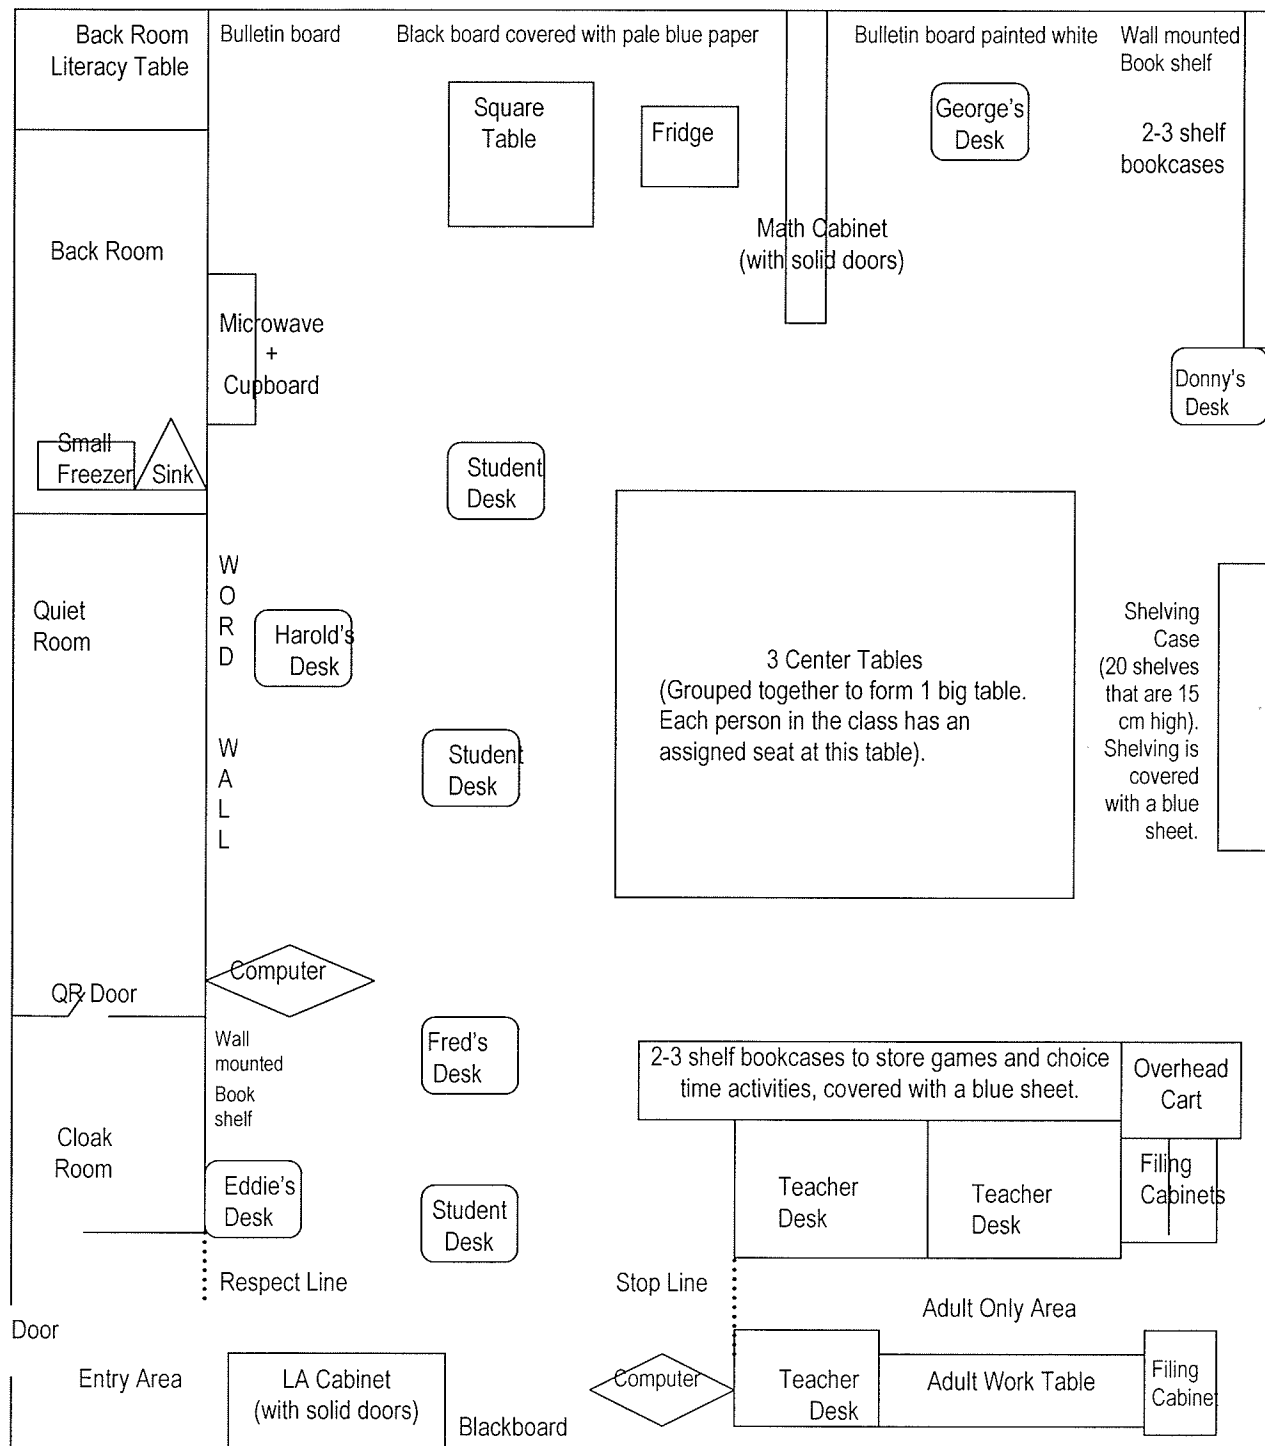 Back Room
Literacy Table
Bulletin board
Black board covered with pale blue paper
Bulletin board painted white
Wall mounted
Book shelf
Square
Table
Fridge
George's
Desk
2-3 shelf
bookcases
Back Room
Math Cabinet
(with solid doors)
Microwave
+
Cupboard
Donny's
Desk
Small
Freezer
Sink
Student
Desk
W
O
R
D
W
A
L
L
Quiet
Room
Harold's
Desk
3 Center Tables
(Grouped together to form 1 big table.
Each person in the class has an
assigned seat at this table).
Shelving
Case
(20 shelves
that are 15
cm high).
Shelving is
covered
with a blue
sheet.
Student
Desk
Computer
QR Door
Wall
mounted
Book
shelf
Fred's
Desk
2-3 shelf bookcases to store games and choice
time activities, covered with a blue sheet.
Overhead
Cart
Cloak
Room
Eddie's
Desk
Student
Desk
Teacher
Desk
Teacher
Desk
Filing
Cabinets
Respect Line
Stop Line
Adult Only Area
Door
Entry Area
LA Cabinet
(with solid doors)
Blackboard
Computer
Teacher
Desk
Adult Work Table
Filing
Cabinet